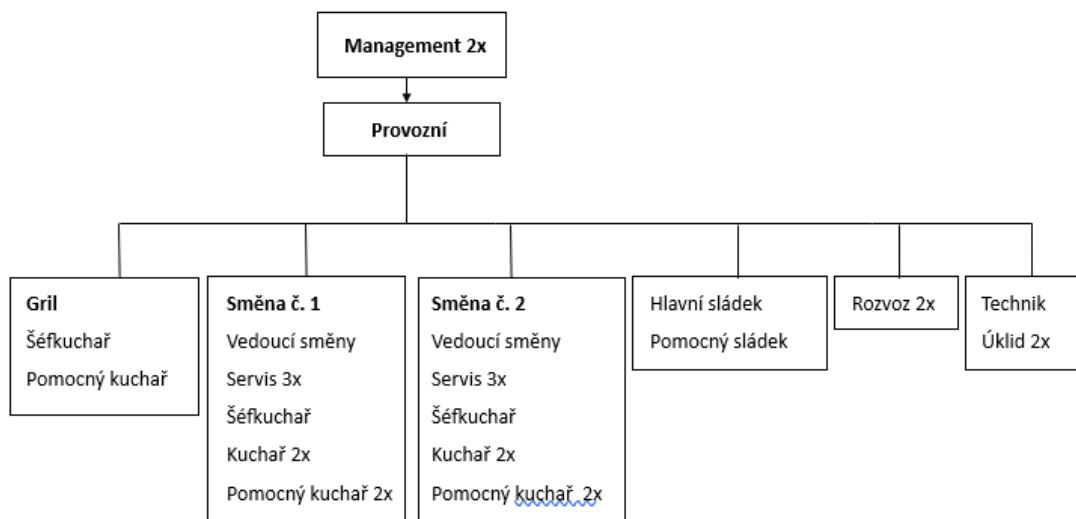 Management 2x
Provozní
Gril
Šéfkuchař
Pomocný kuchař
Směna č. 1
Vedoucí směny
Servis 3x
Šéfkuchař
Kuchař 2x
Pomocný kuchař 2x
Směna č. 2
Vedoucí směny
Servis 3x
Šéfkuchař
Kuchař 2x
Pomocný kuchař 2x
Hlavní sládek
Pomocný sládek
Rozvoz 2x
Technik
Úklid 2x